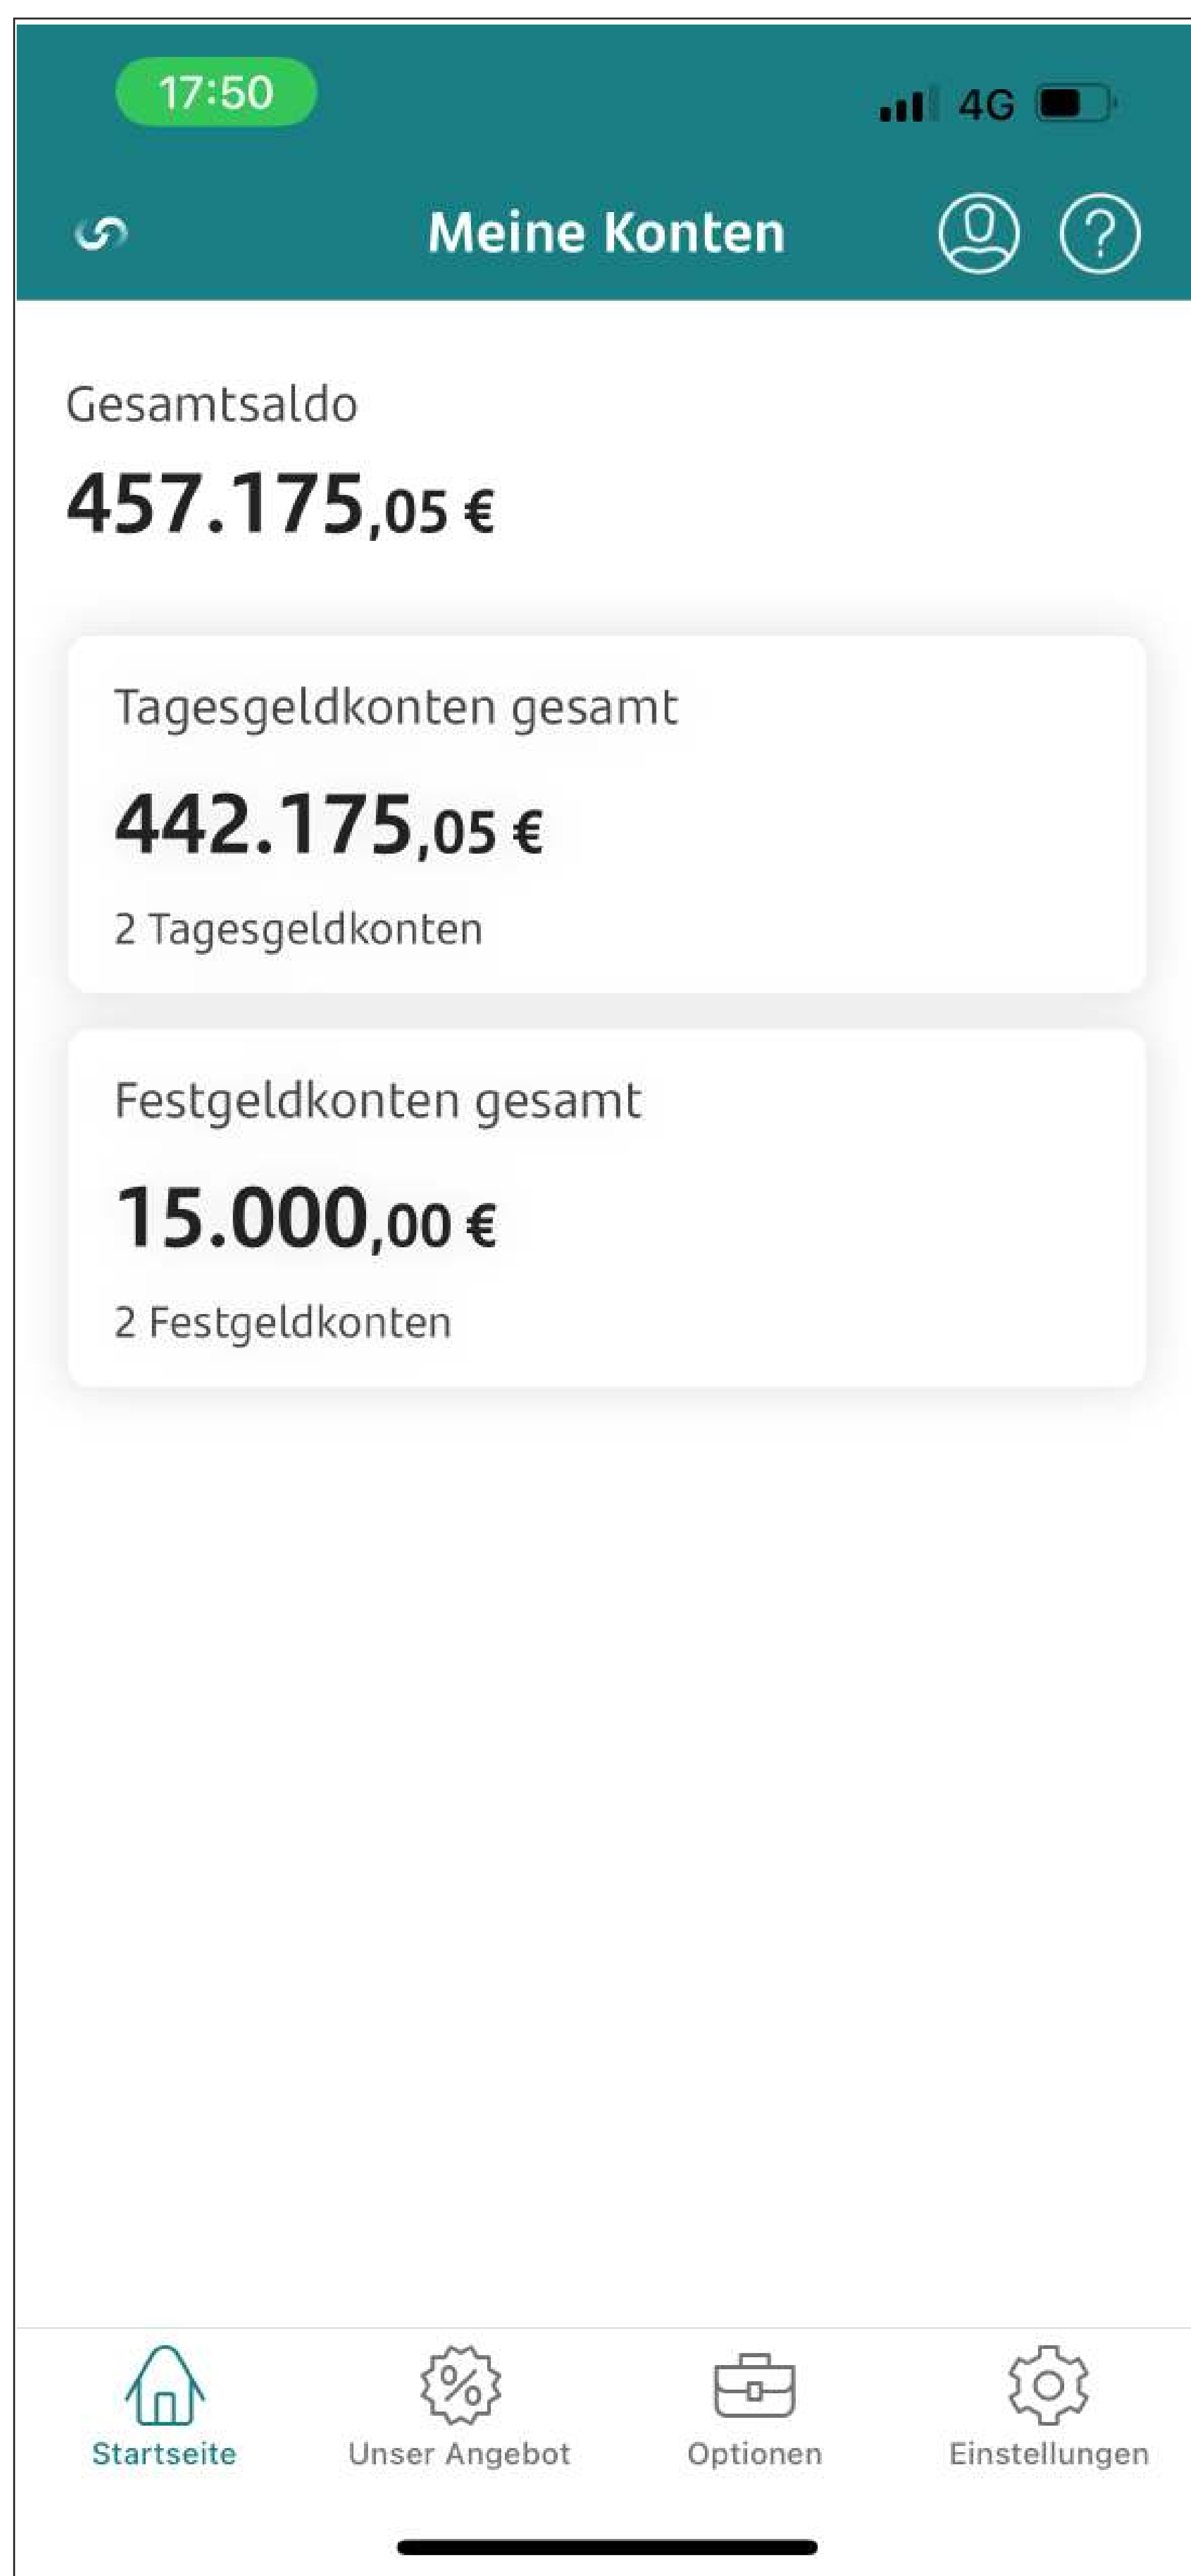 17:50
4G
Meine Konten
Gesamtsaldo
457.175,05 €
Tagesgeldkonten gesamt
442.175,05 €
2 Tagesgeldkonten
Festgeldkonten gesamt
15.000,00 €
2 Festgeldkonten
Startseite
Unser Angebot
Optionen
Einstellungen